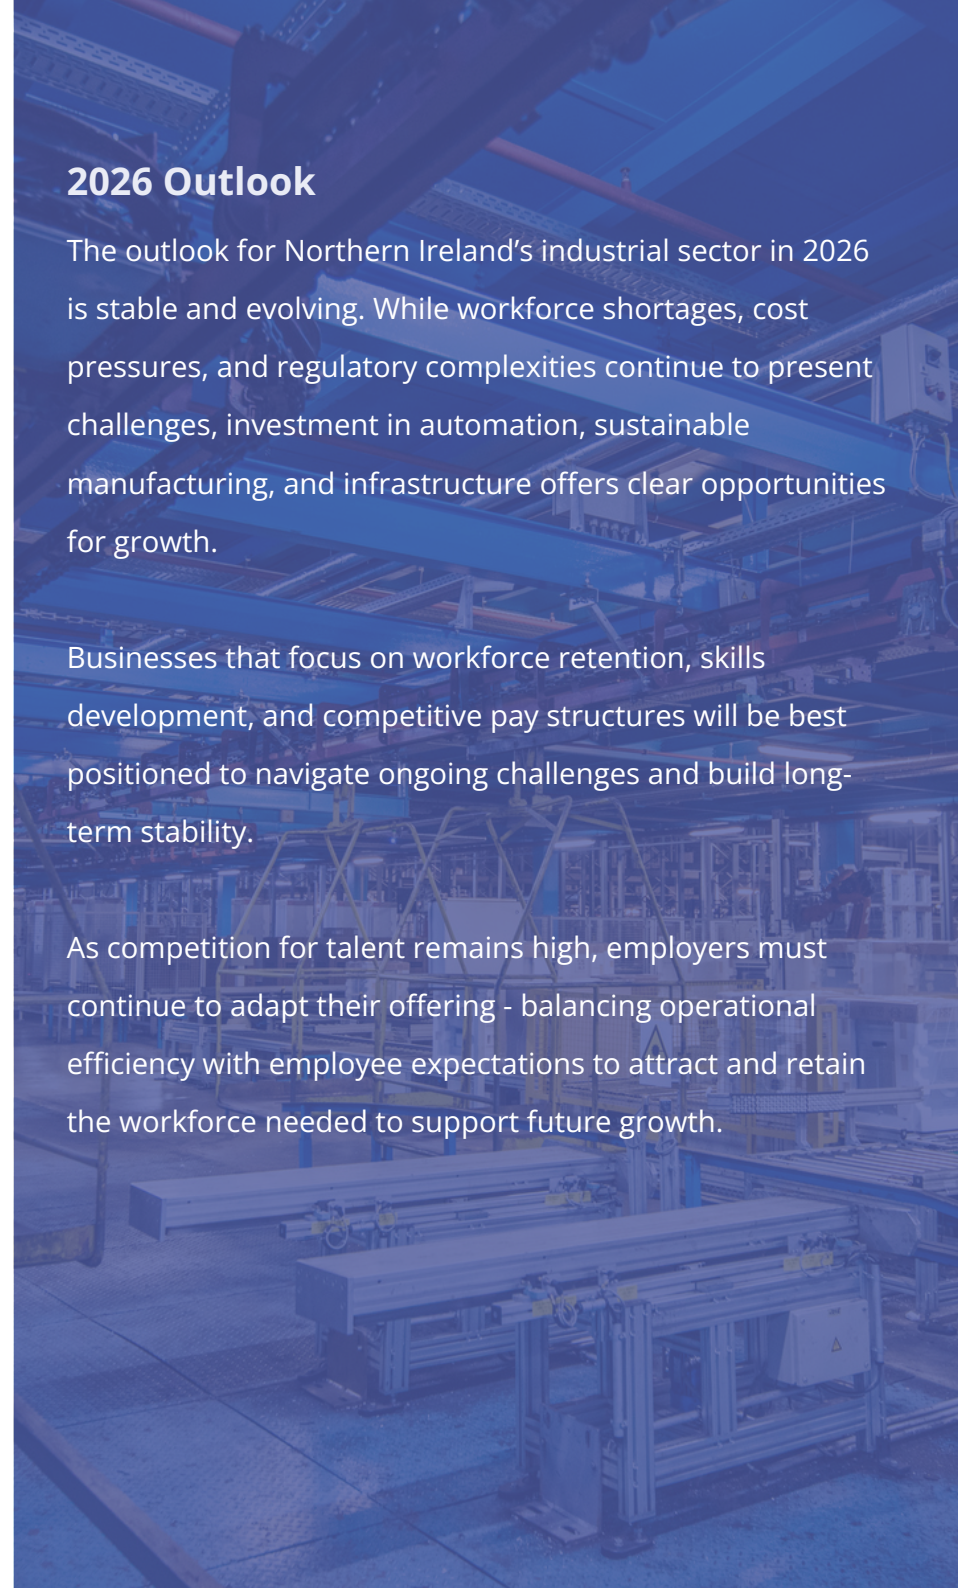 2026 Outlook
The outlook for Northern Ireland’s industrial sector in 2026
is stable and evolving. While workforce shortages, cost
pressures, and regulatory complexities continue to present
challenges, investment in automation, sustainable
manufacturing, and infrastructure offers clear opportunities
for growth.
Businesses that focus on workforce retention, skills
development, and competitive pay structures will be best
positioned to navigate ongoing challenges and build long-
term stability.
As competition for talent remains high, employers must
continue to adapt their offering - balancing operational
efficiency with employee expectations to attract and retain
the workforce needed to support future growth.